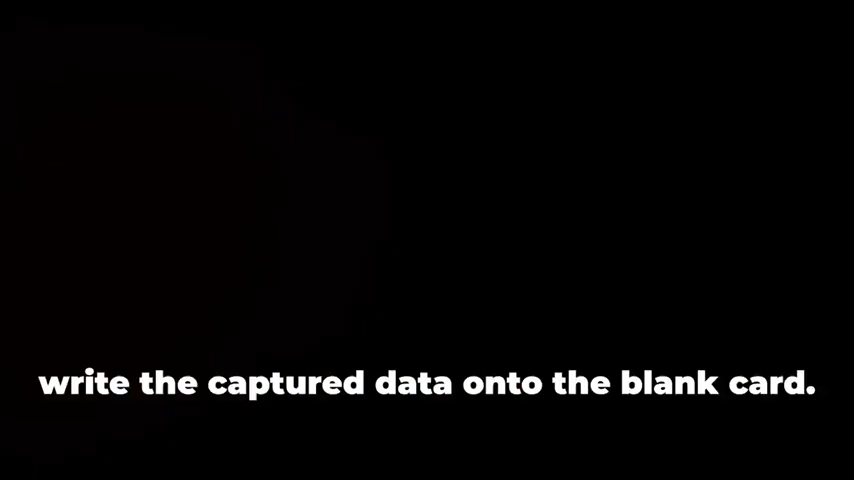 write the captured data onto the blank card.